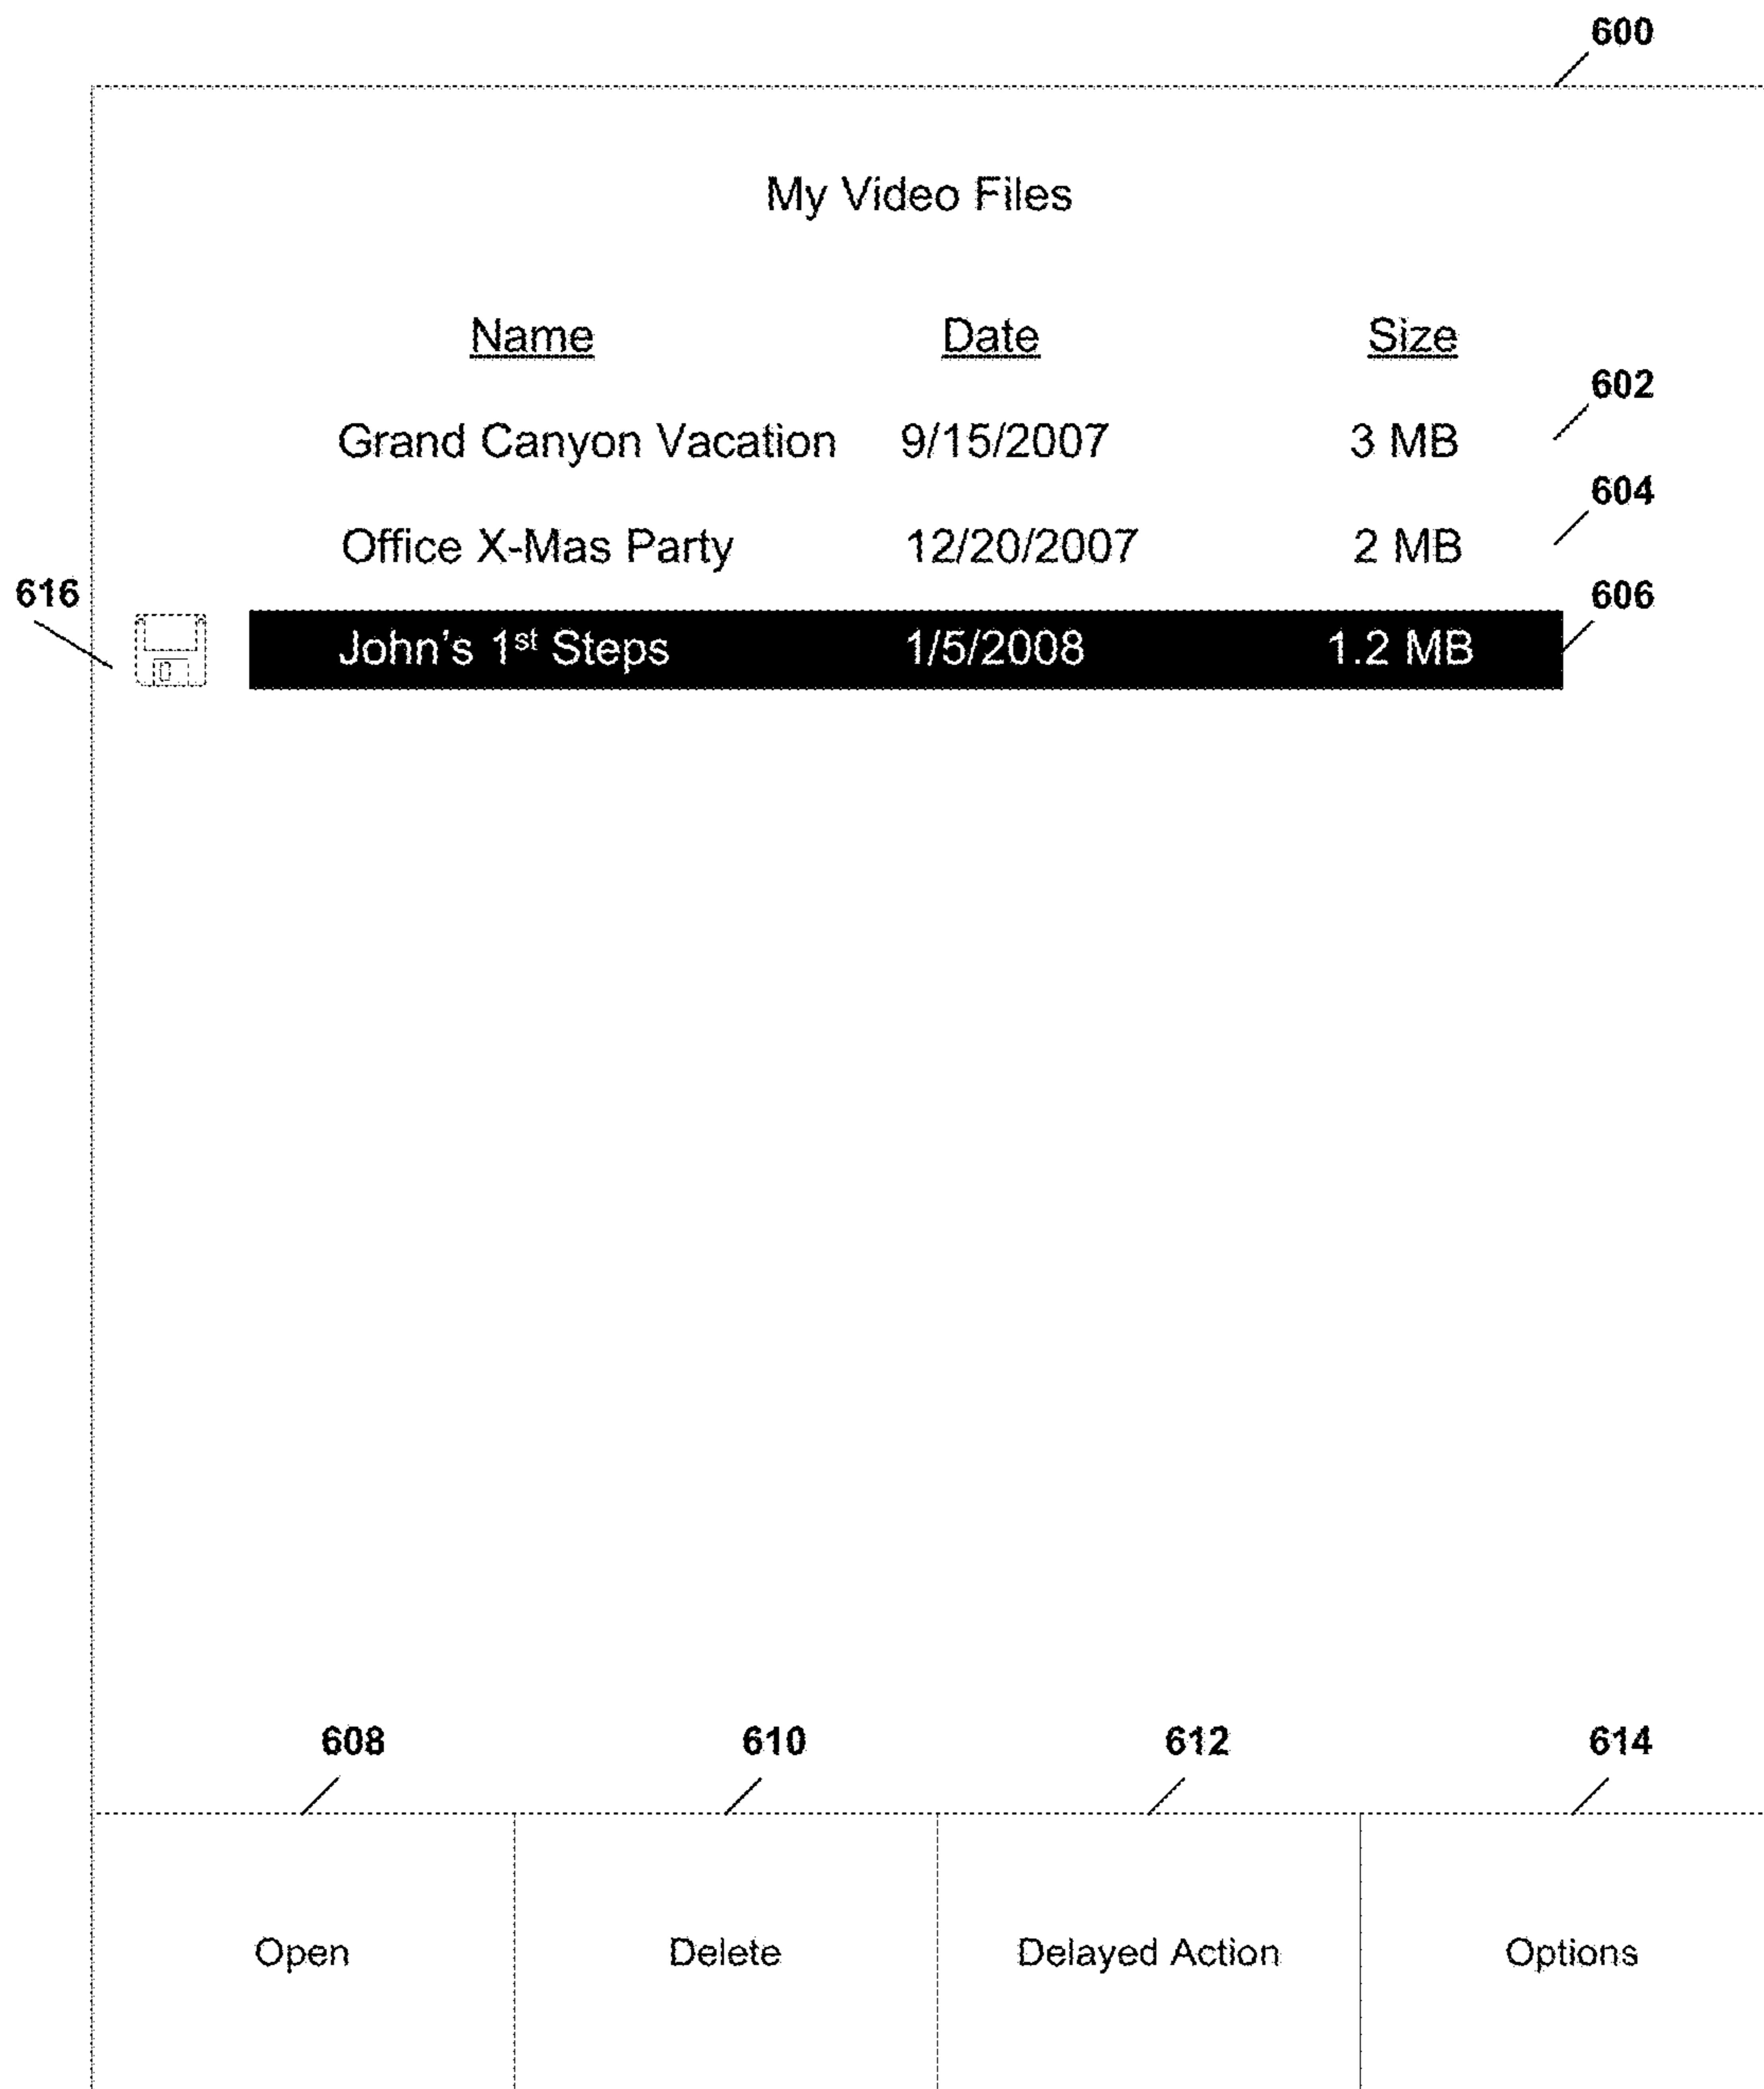 600
My Video Files
Name Date Size
602
Grand Canyon Vacation 9/15/2007 3 MB
604
Office X-Mas Party 12/20/2007 2 MB
616
606
John's 1st Steps 1/5/2008 1.2 MB
608 610 612 614
Open Delete Delayed Action Options